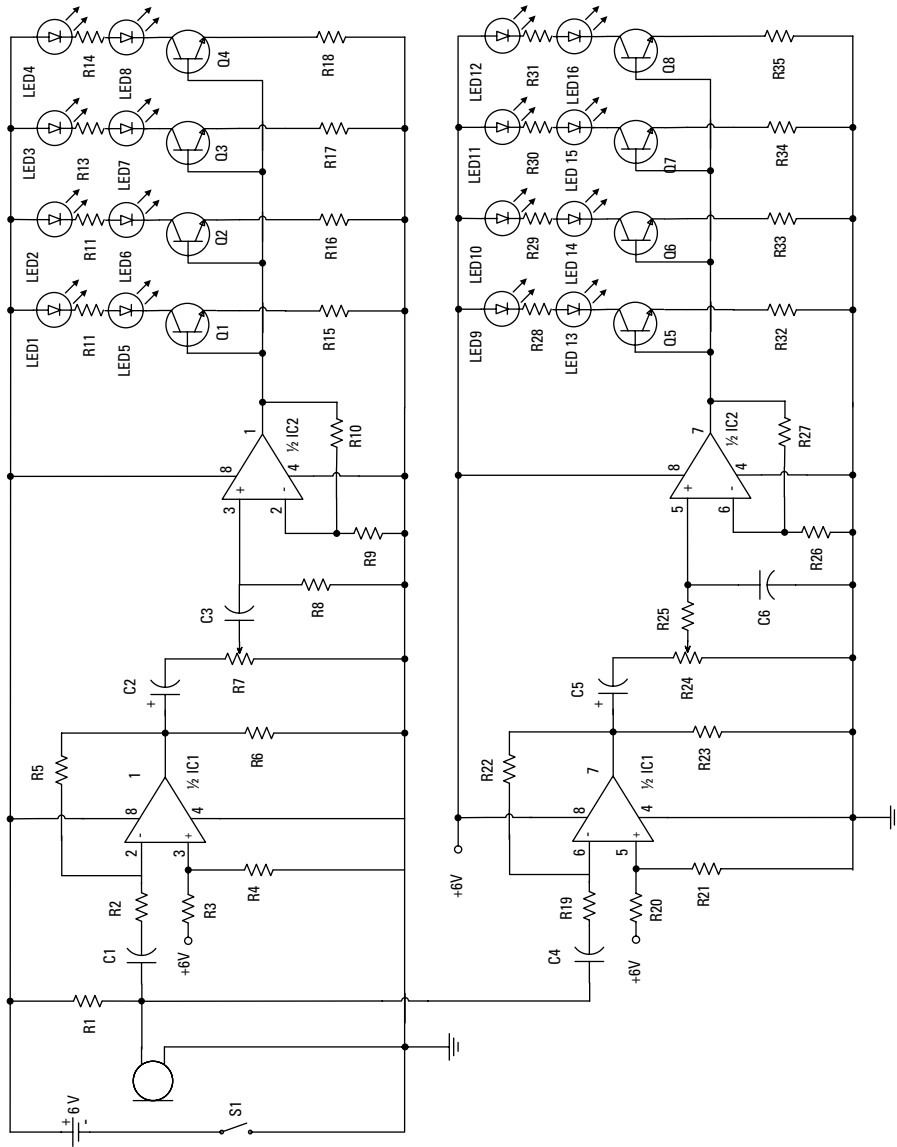 +
6 V
-
S1
R1
C1
R2
+6V
R3
R4
R5
2
-
3
+
8
4
1
½ IC1
R6
C2
+
R7
C3
R8
R9
3
+
2
-
8
4
1
½ IC2
R10
LED1
R11
LED5
Q1
R15
LED2
R11
LED6
Q2
R16
LED3
R13
LED7
Q3
R17
LED4
R14
LED8
Q4
R18
+6V
C4
R19
+6V
R20
R21
R22
6
-
5
+
8
4
7
½ IC1
R23
C5
+
R24
R25
C6
R26
5
+
6
-
8
4
7
½ IC2
R27
LED9
R28
LED 13
Q5
R32
LED10
R29
LED 14
Q6
R33
LED11
R30
LED 15
Q7
R34
LED12
R31
LED16
Q8
R35